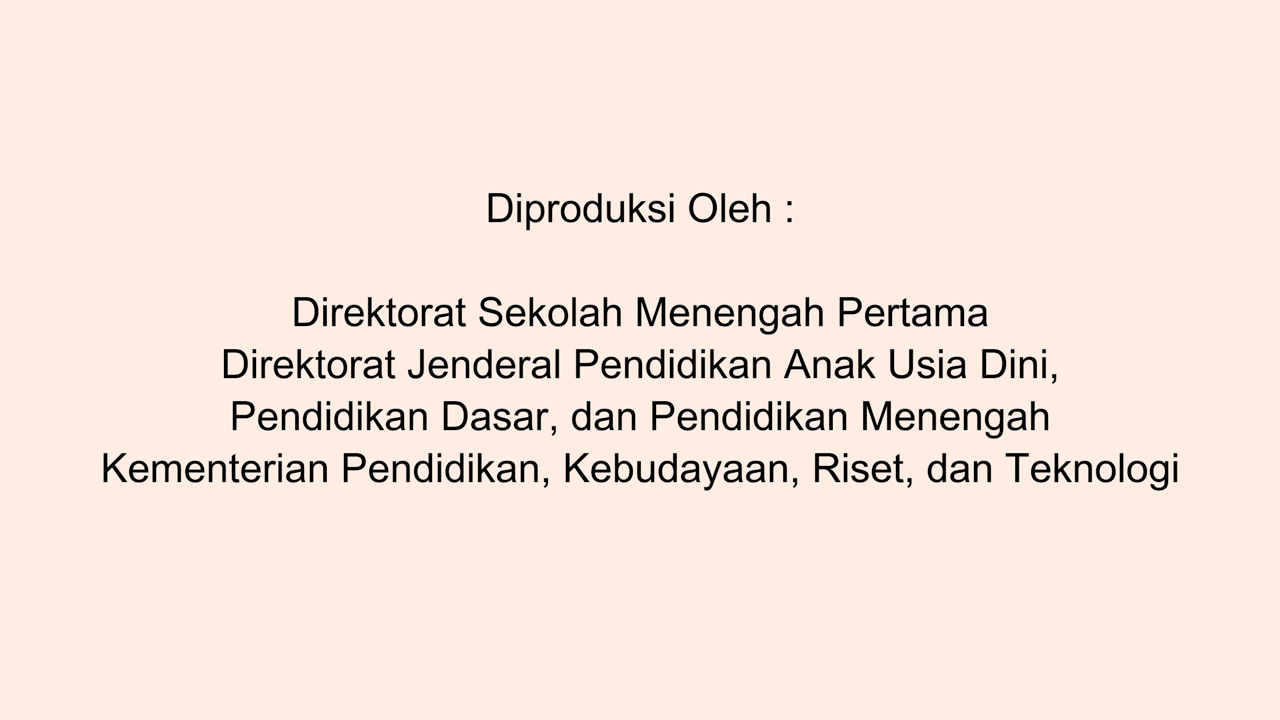 Diproduksi Oleh :
Direktorat Sekolah Menengah Pertama
Direktorat Jenderal Pendidikan Anak Usia Dini,
Pendidikan Dasar, dan Pendidikan Menengah
Kementerian Pendidikan, Kebudayaan, Riset, dan Teknologi